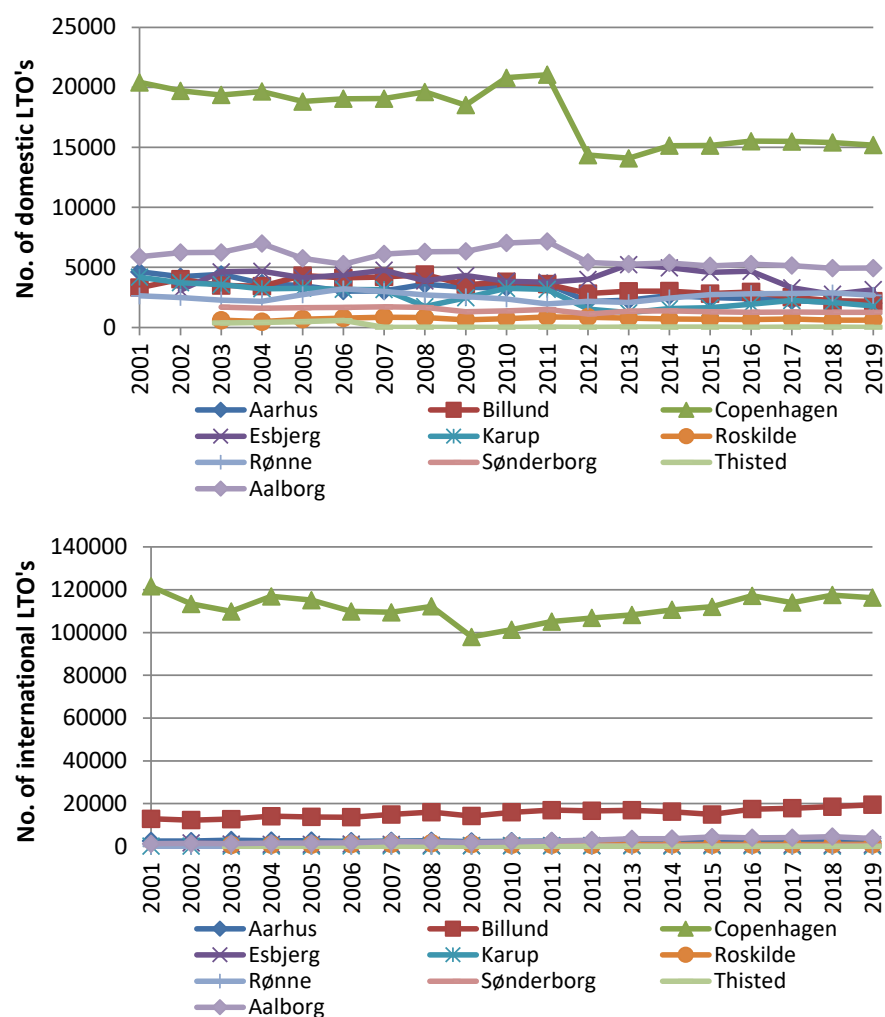 25000
20000
15000
10000
5000
0
No. of domestic LTO's
2001 2002 2003 2004 2005 2006 2007 2008 2009 2010 2011 2012 2013 2014 2015 2016 2017 2018 2019
Aarhus Billund Copenhagen
Esbjerg Karup Roskilde
Rønne Sønderborg Thisted
Aalborg
140000
120000
100000
80000
60000
40000
20000
0
No. of international LTO's
2001 2002 2003 2004 2005 2006 2007 2008 2009 2010 2011 2012 2013 2014 2015 2016 2017 2018 2019
Aarhus Billund Copenhagen
Esbjerg Karup Roskilde
Rønne Sønderborg Thisted
Aalborg